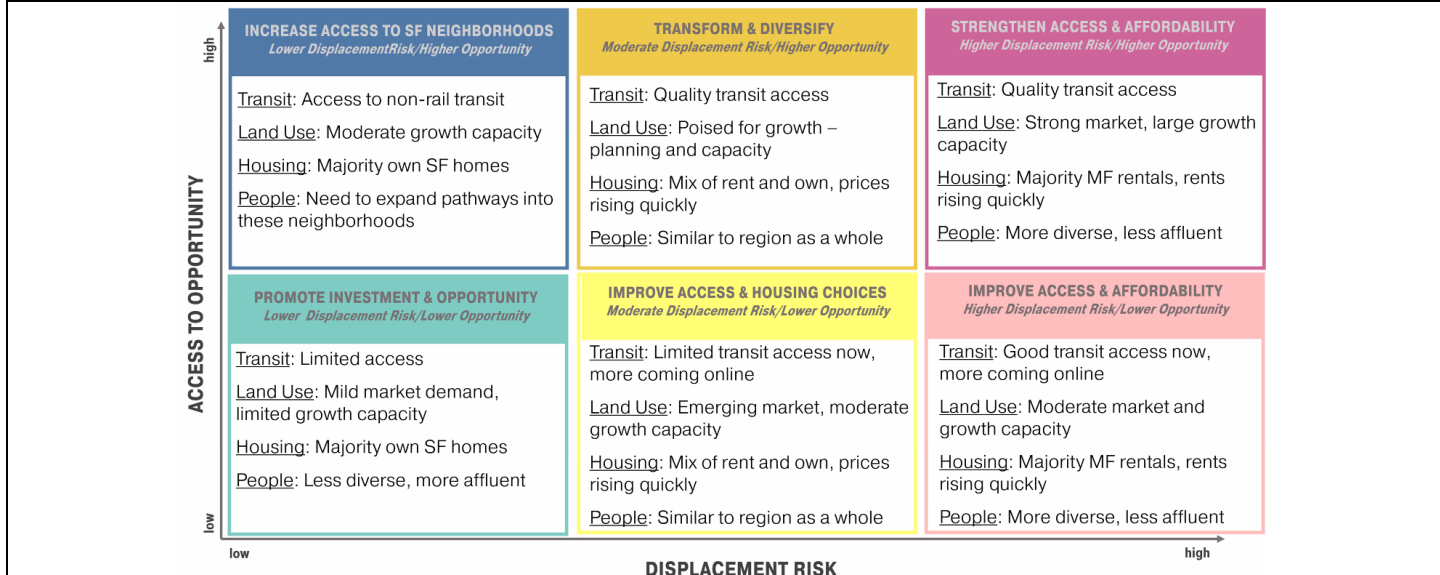 high
ACCESS TO OPPORTUNITY
low
INCREASE ACCESS TO SF NEIGHBORHOODS
Lower DisplacementRisk/Higher Opportunity
Transit: Access to non-rail transit
Land Use: Moderate growth capacity
Housing: Majority own SF homes
People: Need to expand pathways into
these neighborhoods
TRANSFORM & DIVERSIFY
Moderate Displacement Risk/Higher Opportunity
Transit: Quality transit access
Land Use: Poised for growth –
planning and capacity
Housing: Mix of rent and own, prices
rising quickly
People: Similar to region as a whole
STRENGTHEN ACCESS & AFFORDABILITY
Higher Displacement Risk/Higher Opportunity
Transit: Quality transit access
Land Use: Strong market, large growth
capacity
Housing: Majority MF rentals, rents
rising quickly
People: More diverse, less affluent
PROMOTE INVESTMENT & OPPORTUNITY
Lower Displacement Risk/Lower Opportunity
Transit: Limited access
Land Use: Mild market demand,
limited growth capacity
Housing: Majority own SF homes
People: Less diverse, more affluent
IMPROVE ACCESS & HOUSING CHOICES
Moderate Displacement Risk/Lower Opportunity
Transit: Limited transit access now,
more coming online
Land Use: Emerging market, moderate
growth capacity
Housing: Mix of rent and own, prices
rising quickly
People: Similar to region as a whole
IMPROVE ACCESS & AFFORDABILITY
Higher Displacement Risk/Lower Opportunity
Transit: Good transit access now,
more coming online
Land Use: Moderate market and
growth capacity
Housing: Majority MF rentals, rents
rising quickly
People: More diverse, less affluent
low
high
DISPLACEMENT RISK